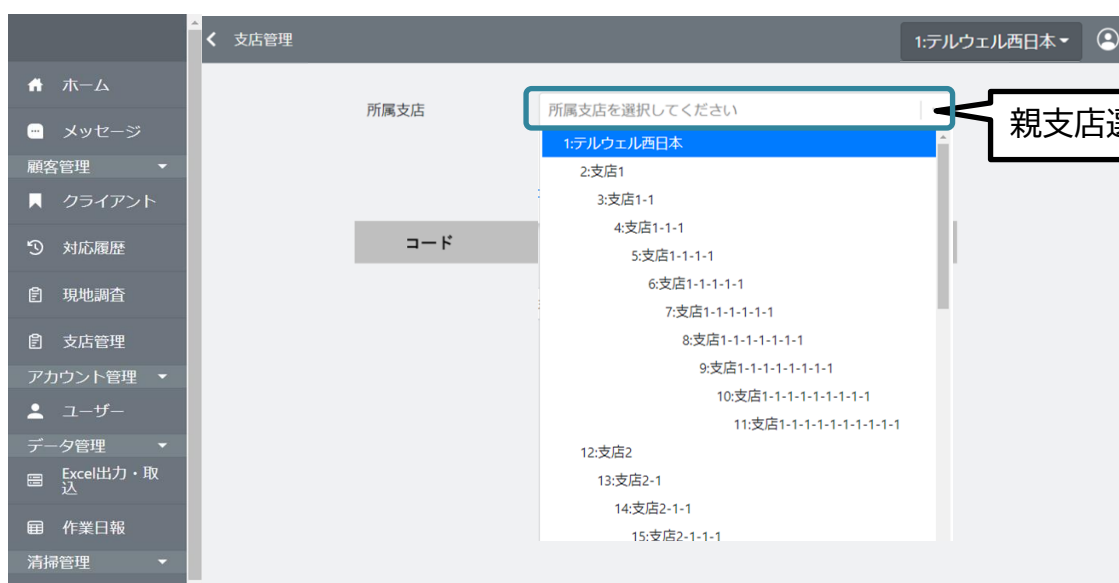 支店管理
1:テルウェル西日本
ホーム
メッセージ
顧客管理
クライアント
対応履歴
現地調査
支店管理
アカウント管理
ユーザー
データ管理
Excel出力・取
込
作業日報
清掃管理
所属支店
所属支店を選択してください
親支店選
1:テルウェル西日本
2:支店1
3:支店1-1
4:支店1-1-1
5:支店1-1-1-1
6:支店1-1-1-1-1
7:支店1-1-1-1-1-1
8:支店1-1-1-1-1-1-1
9:支店1-1-1-1-1-1-1-1
10:支店1-1-1-1-1-1-1-1-1
11:支店1-1-1-1-1-1-1-1-1-1
12:支店2
13:支店2-1
14:支店2-1-1
15:支店2-1-1-1
コード